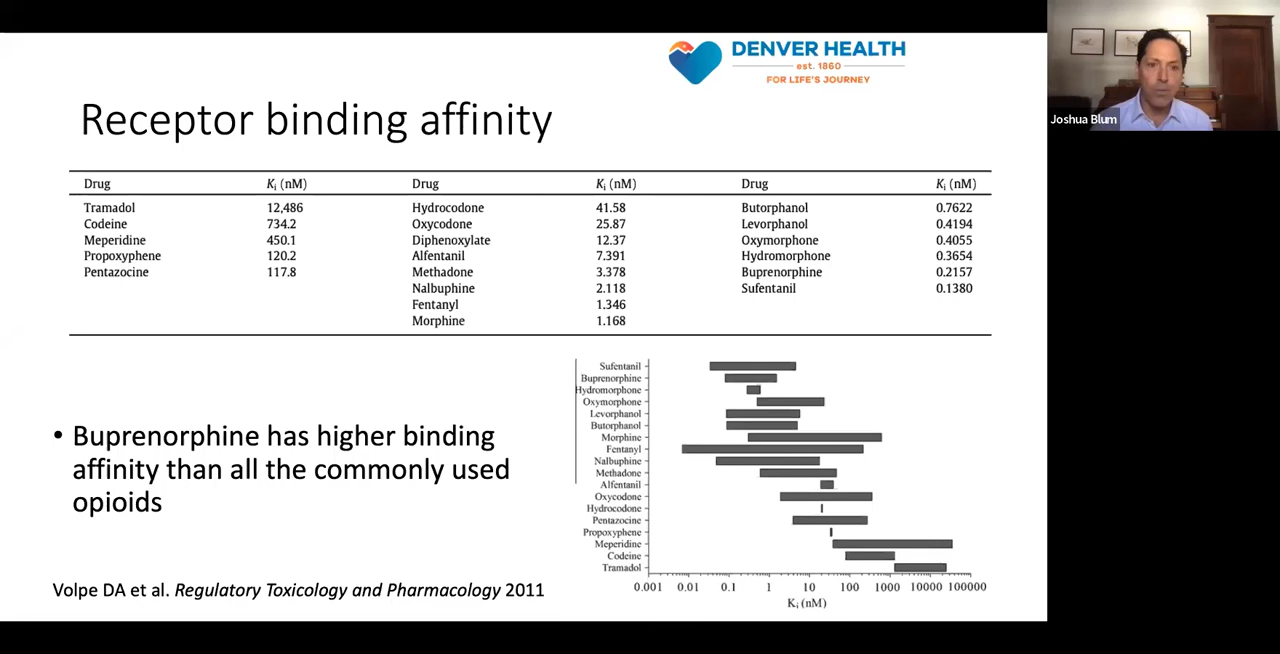 DENVER HEALTH
est. 1860
FOR LIFE'S JOURNEY
Joshua Blum
Receptor binding affinity
Drug Ki (nM) Drug Ki (nM) Drug Ki (nM)
Tramadol 12,486 Hydrocodone 41.58 Butorphanol 0.7622
Codeine 734.2 Oxycodone 25.87 Levorphanol 0.4194
Meperidine 450.1 Diphenoxylate 12.37 Oxymorphone 0.4055
Propoxyphene 120.2 Alfentanil 7.391 Hydromorphone 0.3654
Pentazocine 117.8 Methadone 3.378 Buprenorphine 0.2157
Nalbuphine 2.118 Sufentanil 0.1380
Fentanyl 1.346
Morphine 1.168
• Buprenorphine has higher binding
affinity than all the commonly used
opioids
Sufentanil
Buprenorphine
Hydromorphone
Oxymorphone
Levorphanol
Butorphanol
Morphine
Fentanyl
Nalbuphine
Methadone
Alfentanil
Oxycodone
Hydrocodone
Pentazocine
Propoxyphene
Meperidine
Codeine
Tramadol
0.001 0.01 0.1 1 10 100 1000 10000 100000
Ki (nM)
Volpe DA et al. Regulatory Toxicology and Pharmacology 2011